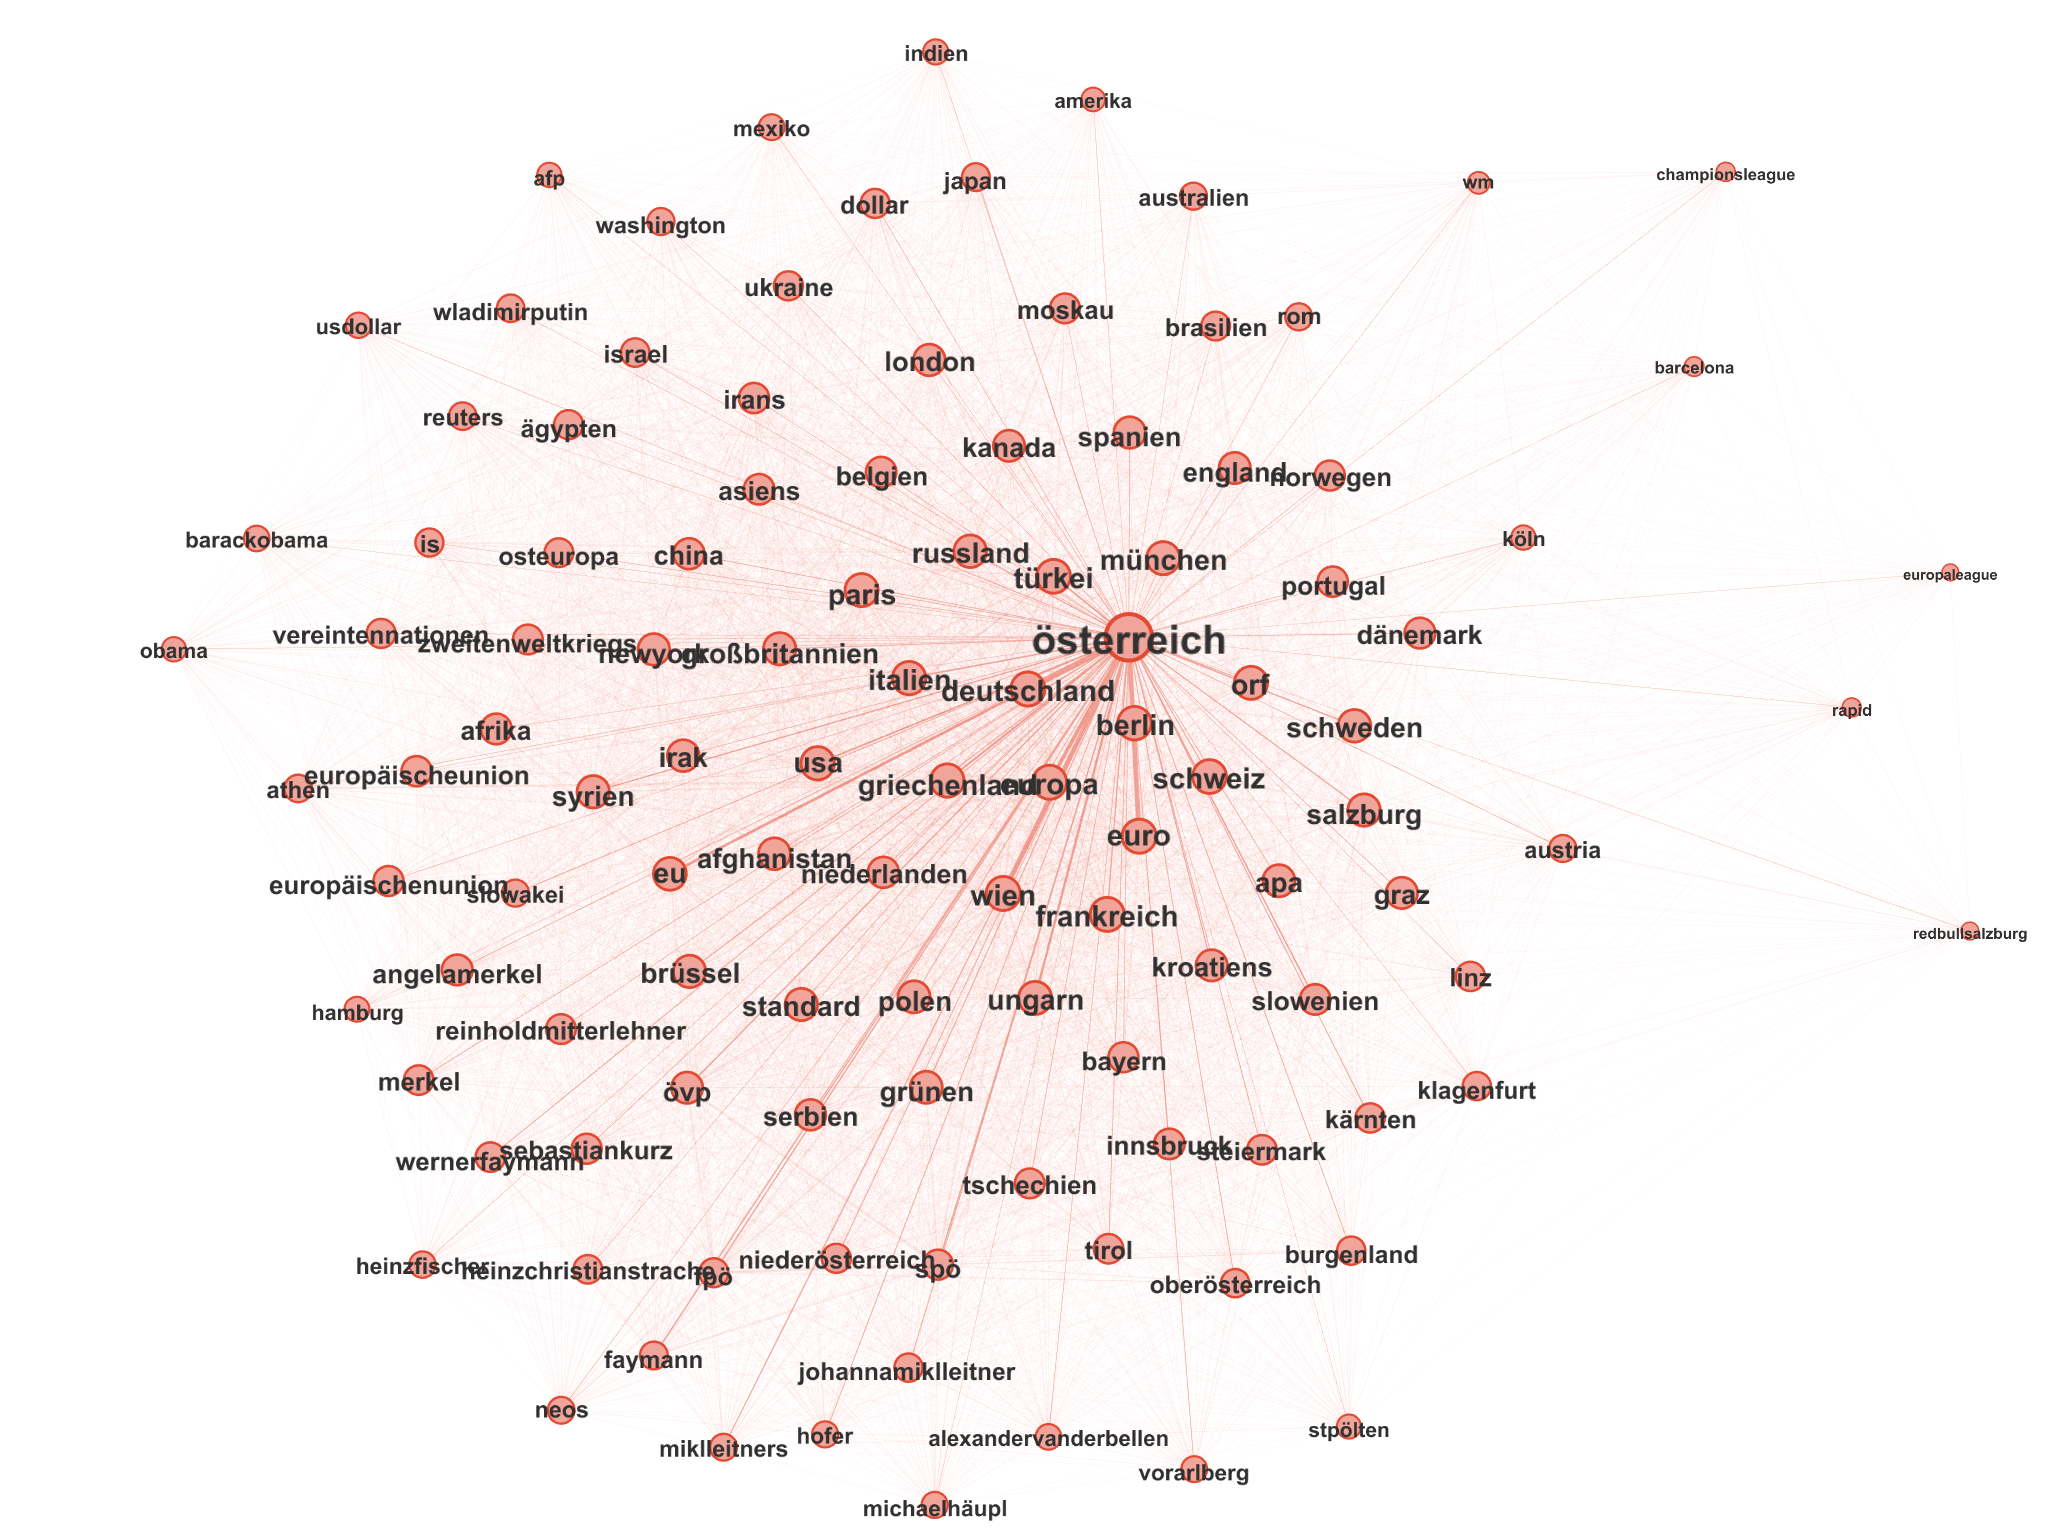 indien
amerika
mexiko
championsleague
afp
japan
wm
australien
dollar
washington
ukraine
wladimirputin
moskau
rom
usdollar
brasilien
israel
london
barcelona
irans
reuters
ägypten
spanien
kanada
england
belgien
norwegen
asiens
barackobama
is
köln
russland
osteuropa
china
münchen
europaleague
türkei
portugal
paris
vereintennationen
dänemark
zweitenweltkriegs
österreich
obama
newyork
großbritannien
italien
orf
deutschland
rapid
berlin
schweden
afrika
irak
usa
europäischeunion
schweiz
griechenland
europa
athen
syrien
salzburg
euro
austria
afghanistan
eu
niederlanden
apa
europäischenunion
slowakei
wien
graz
frankreich
redbullsalzburg
kroatiens
angelamerkel
brüssel
linz
ungarn
slowenien
polen
standard
hamburg
reinholdmitterlehner
bayern
merkel
klagenfurt
övp
grünen
serbien
kärnten
innsbruck
sebastiankurz
steiermark
wernerfaymann
tschechien
tirol
burgenland
niederösterreich
heinzfischer
spö
heinzchristianstrache
fpö
oberösterreich
faymann
johannamiklleitner
neos
stpölten
hofer
alexandervanderbellen
miklleitners
vorarlberg
michaelhäupl